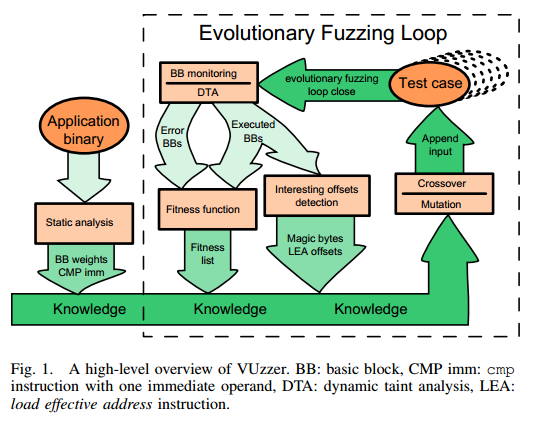 Evolutionary Fuzzing Loop
BB monitoring
DTA
evolutionary fuzzing
loop close
Test case
Application
binary
Error
BBs
Executed
BBs
Append
input
Static analysis
Fitness function
Interesting offsets
detection
Crossover
Mutation
BB weights
CMP imm
Fitness
list
Magic bytes
LEA offsets
Knowledge
Knowledge
Knowledge
Fig. 1. A high-level overview of VUzzer. BB: basic block, CMP imm: cmp
instruction with one immediate operand, DTA: dynamic taint analysis, LEA:
load effective address instruction.